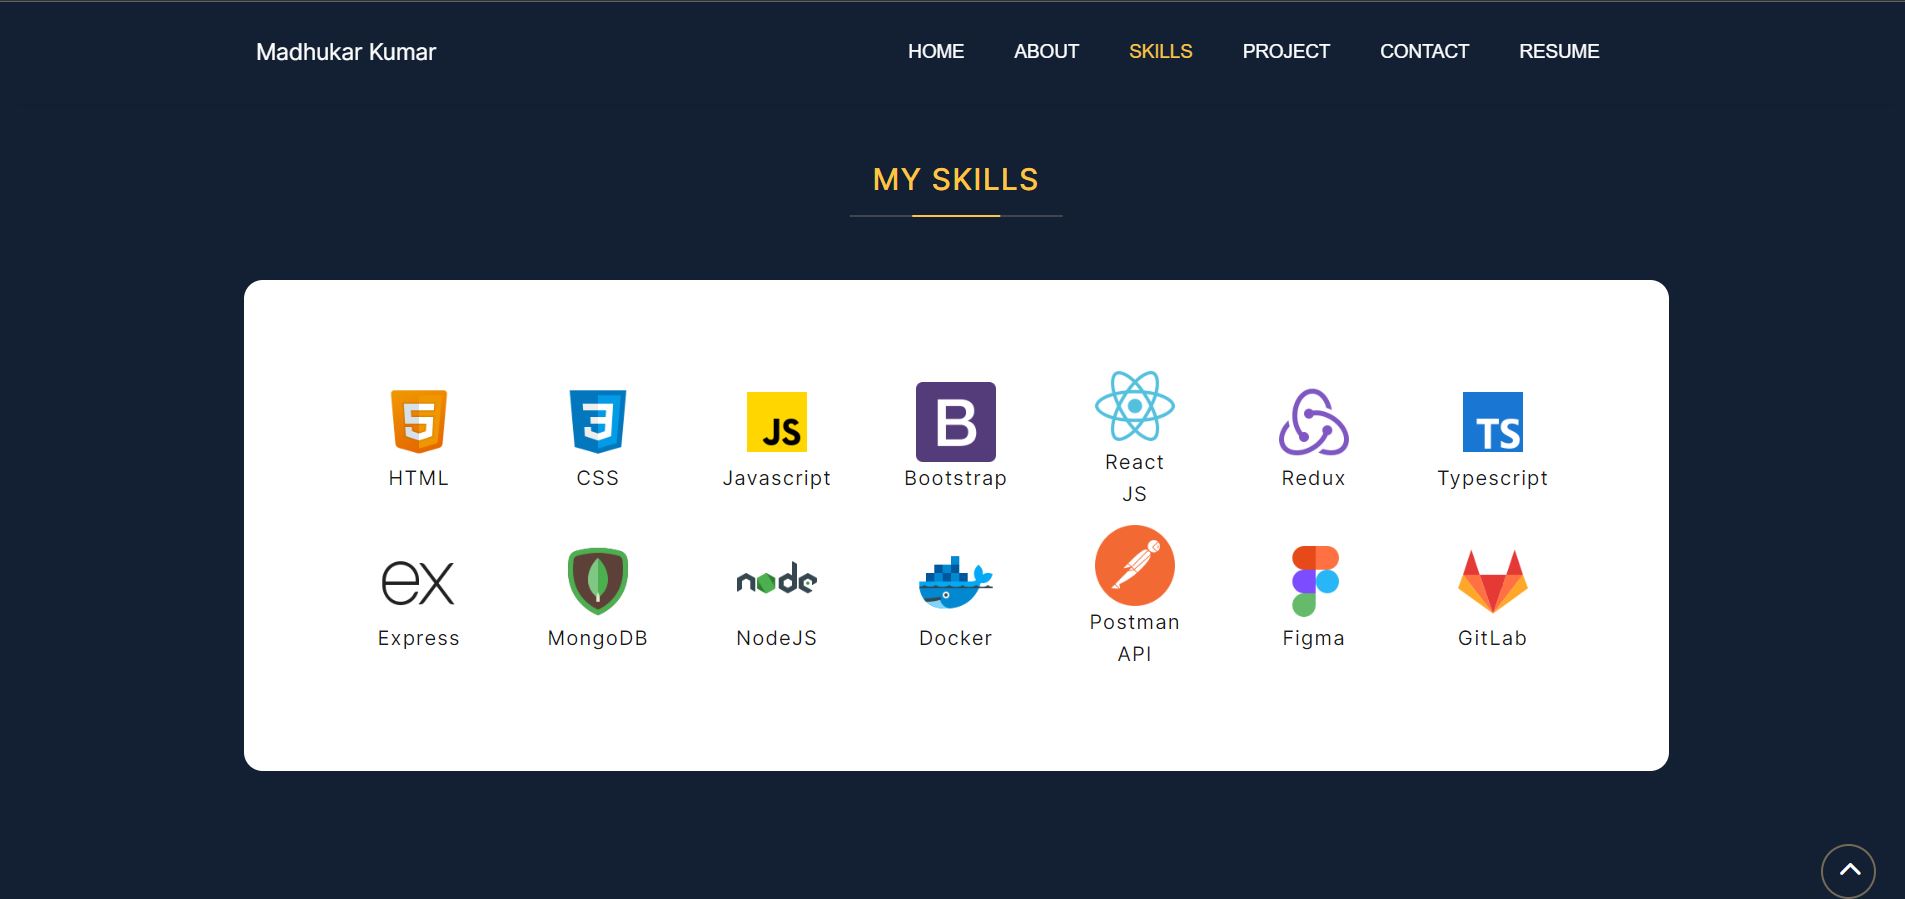 Madhukar Kumar
HOME ABOUT SKILLS PROJECT CONTACT RESUME
MY SKILLS
5 3 JS B TS
HTML CSS Javascript Bootstrap React JS Redux Typescript
ex node
Express MongoDB NodeJS Docker Postman API Figma GitLab